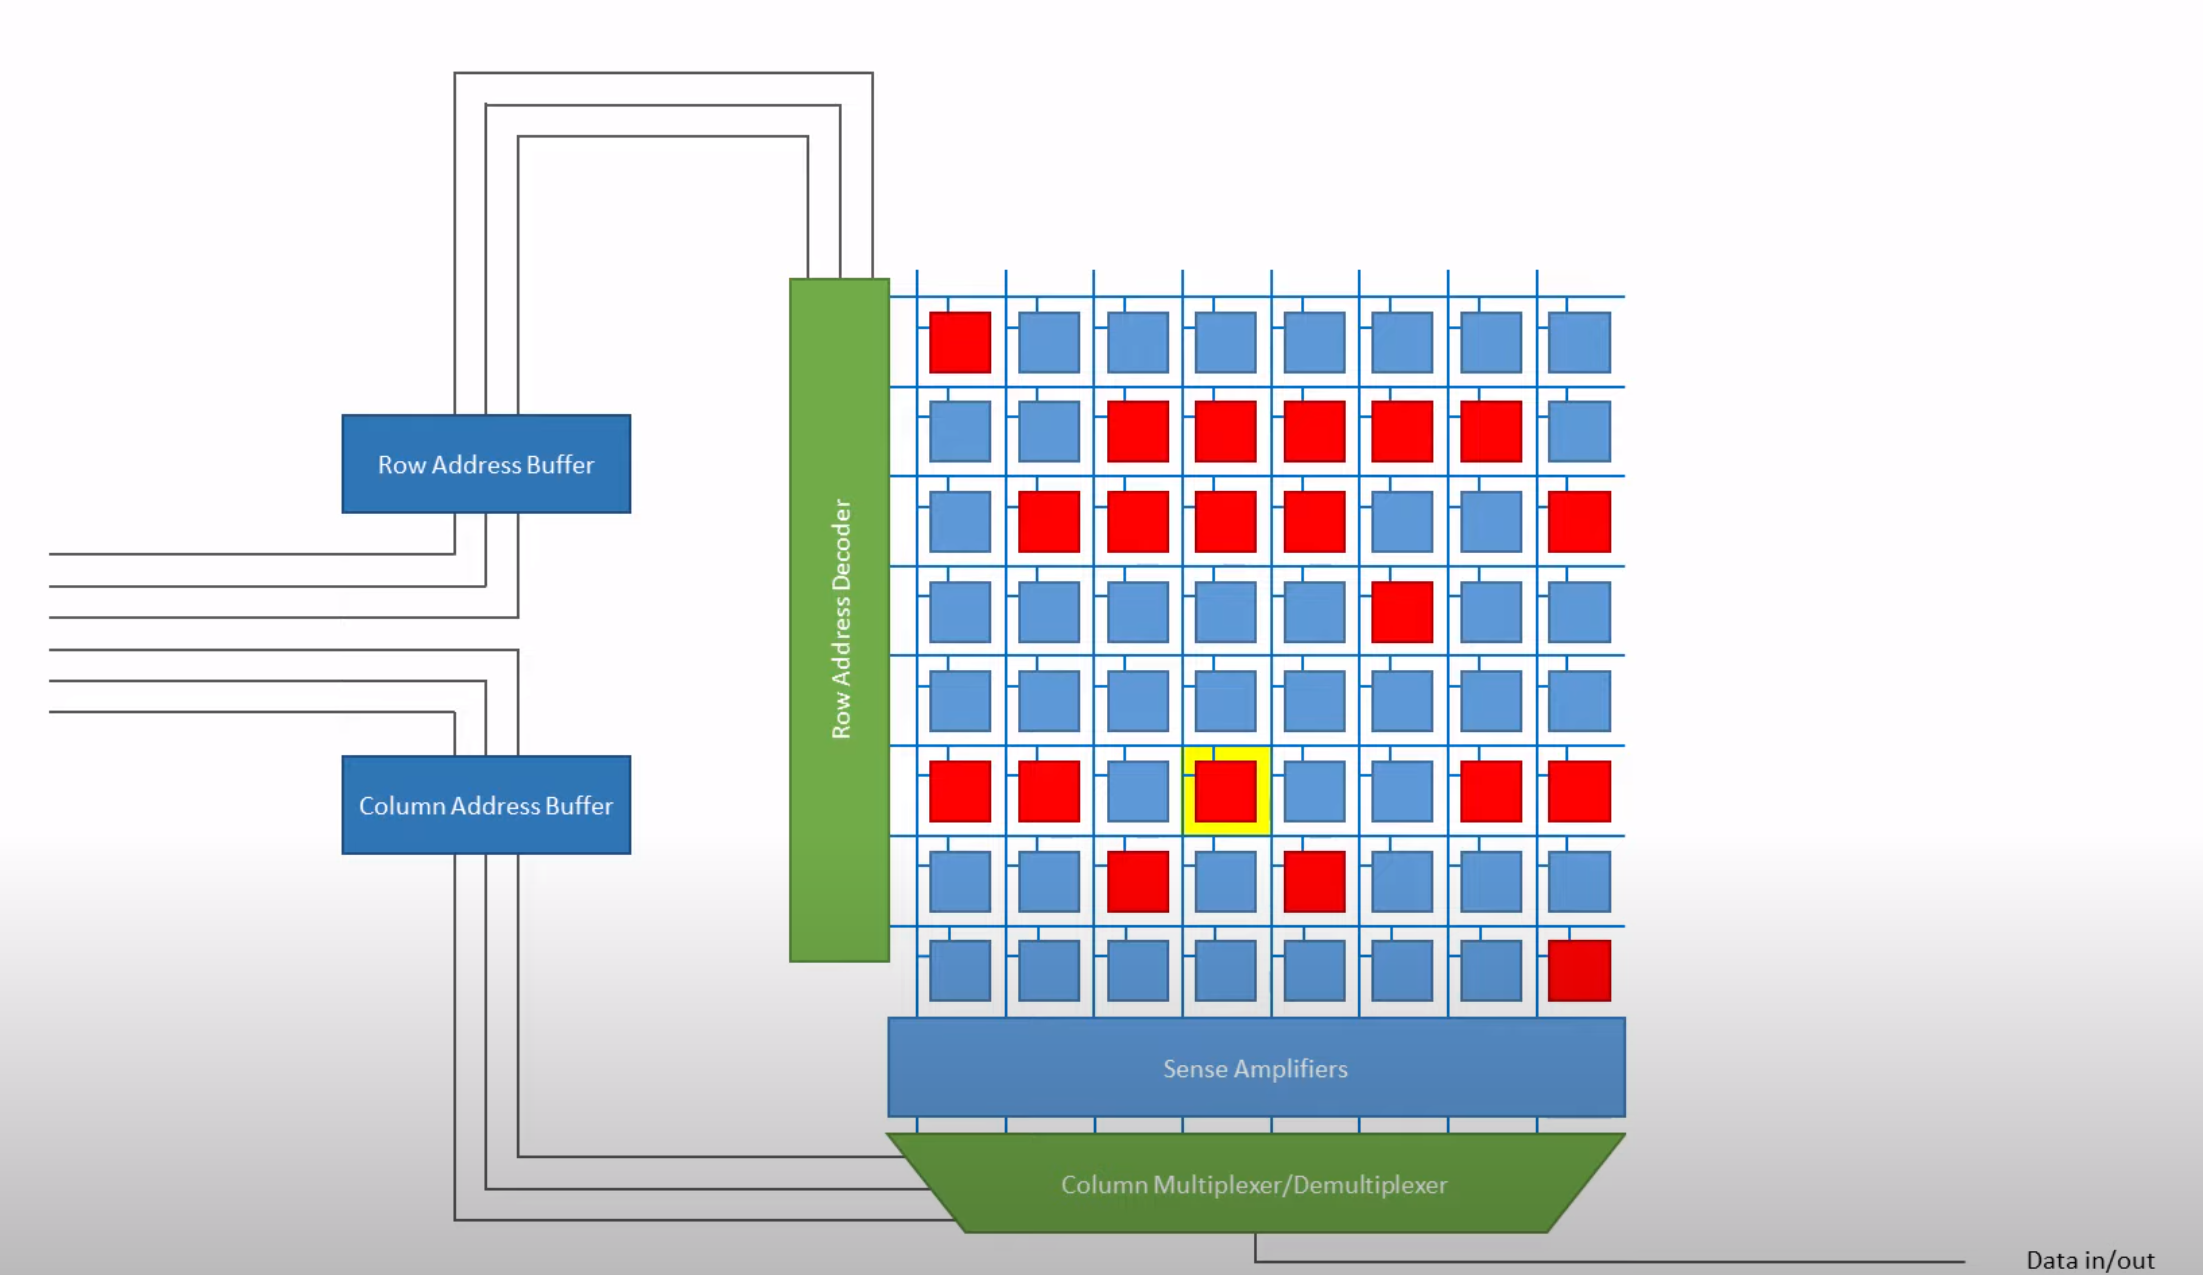 Row Address Buffer
Row Address Decoder
Column Address Buffer
Sense Amplifiers
Column Multiplexer/Demultiplexer
Data in/out